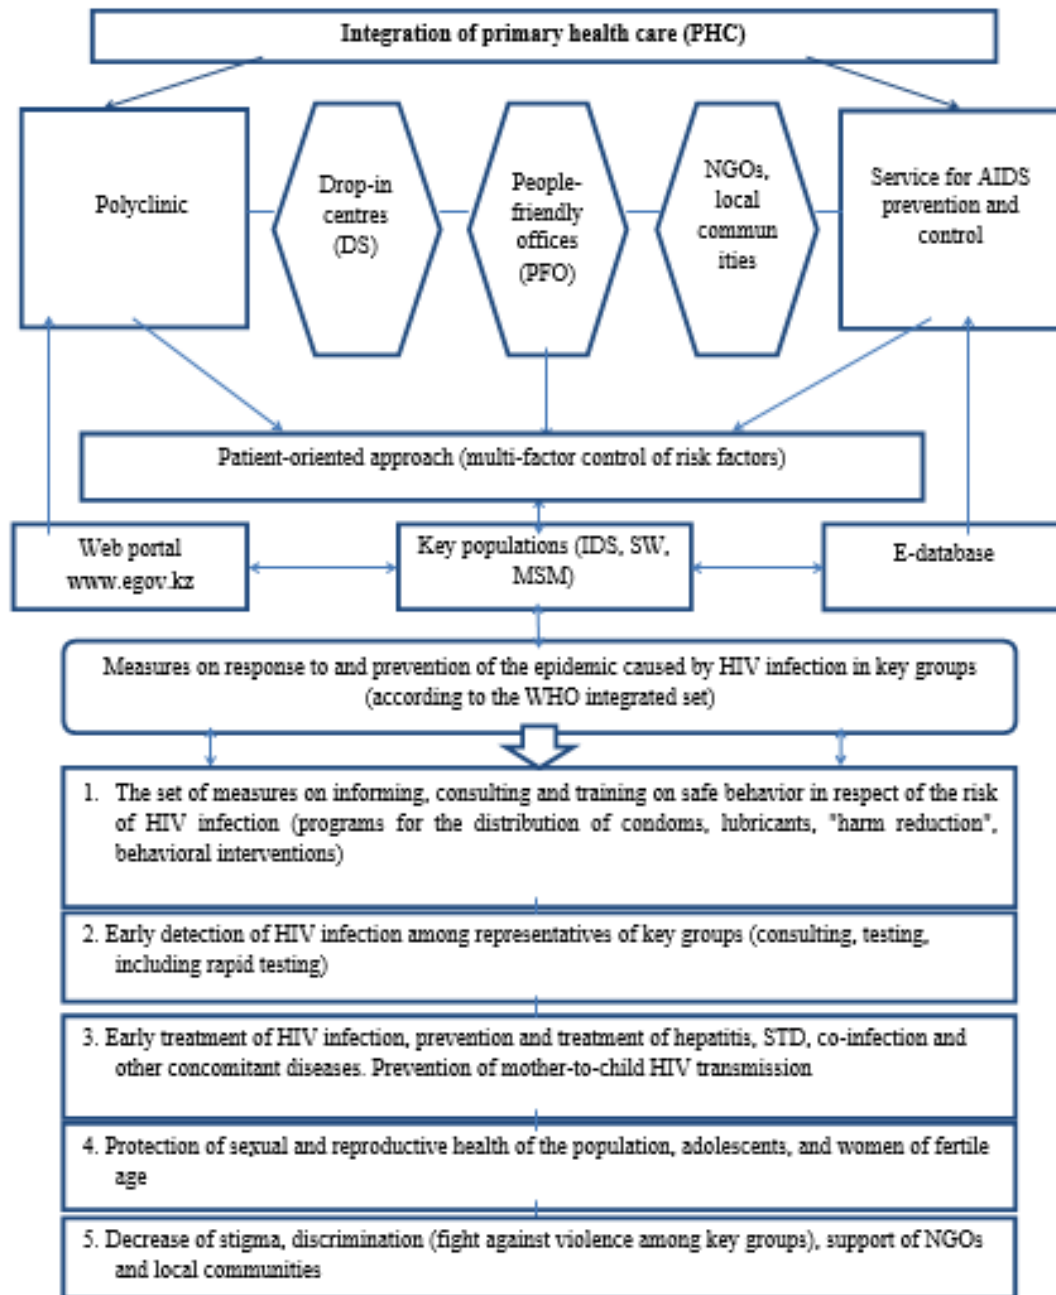 Integration of primary health care (PHC)
Polyclinic
Drop-in
centres
(DS)
People-
friendly
offices
(PFO)
NGOs,
local
commun
ities
Service for AIDS
prevention and
control
Patient-oriented approach (multi-factor control of risk factors)
Web portal
www.egov.kz
Key populations (IDS, SW,
MSM)
E-database
Measures on response to and prevention of the epidemic caused by HIV infection in key groups
(according to the WHO integrated set)
1. The set of measures on informing, consulting and training on safe behavior in respect of the risk
of HIV infection (programs for the distribution of condoms, lubricants, "harm reduction",
behavioral interventions)
2. Early detection of HIV infection among representatives of key groups (consulting, testing,
including rapid testing)
3. Early treatment of HIV infection, prevention and treatment of hepatitis, STD, co-infection and
other concomitant diseases. Prevention of mother-to-child HIV transmission
4. Protection of sexual and reproductive health of the population, adolescents, and women of fertile
age
5. Decrease of stigma, discrimination (fight against violence among key groups), support of NGOs
and local communities